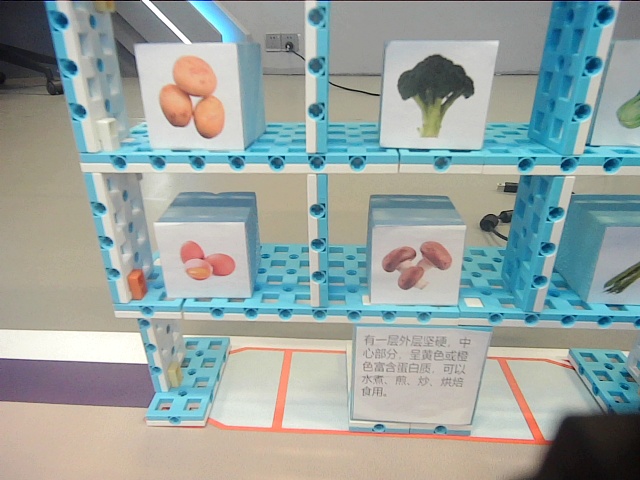 有一层外层坚硬，中
心部分，呈黄色或橙
色富含蛋白质，可以
水煮、煎、炒、烘焙
食用。